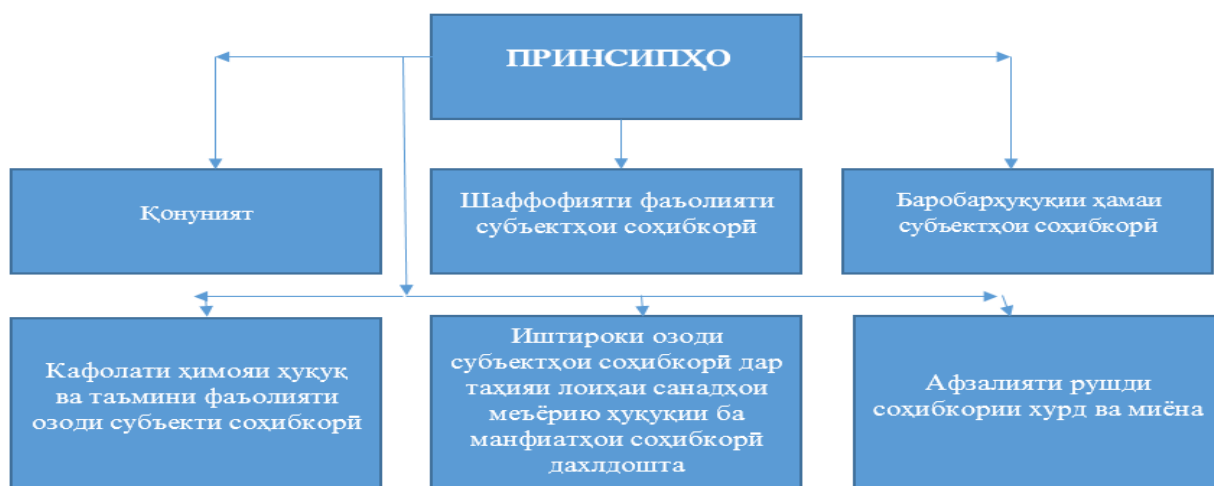 ПРИНСИПҲО
Қонуният
Шаффофияти фаъолияти
субъектҳои соҳибкорӣ
Баробарҳуқуқии ҳамаи
субъектҳои соҳибкорӣ
Кафолати ҳимояи ҳуқуқ
ва таъмини фаъолияти
озоди субъекти соҳибкорӣ
Иштироки озоди
субъектҳои соҳибкорӣ дар
таҳияи лоиҳаи санадҳои
меъёрию ҳуқуқии ба
манфиатҳои соҳибкорӣ
дахлдошта
Афзалияти рушди
соҳибкории хурд ва миёна